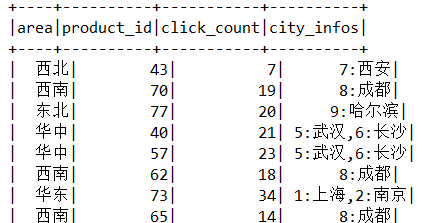 +----+----------+-----------+----------+
|area|product_id|click_count|city_infos|
+----+----------+-----------+----------+
| 西北| 43| 7| 7:西安|
| 西南| 70| 19| 8:成都|
| 东北| 77| 20| 9:哈尔滨|
| 华中| 40| 21| 5:武汉,6:长沙|
| 华中| 57| 23| 5:武汉,6:长沙|
| 西南| 62| 18| 8:成都|
| 华东| 73| 34| 1:上海,2:南京|
| 西南| 65| 14| 8:成都|